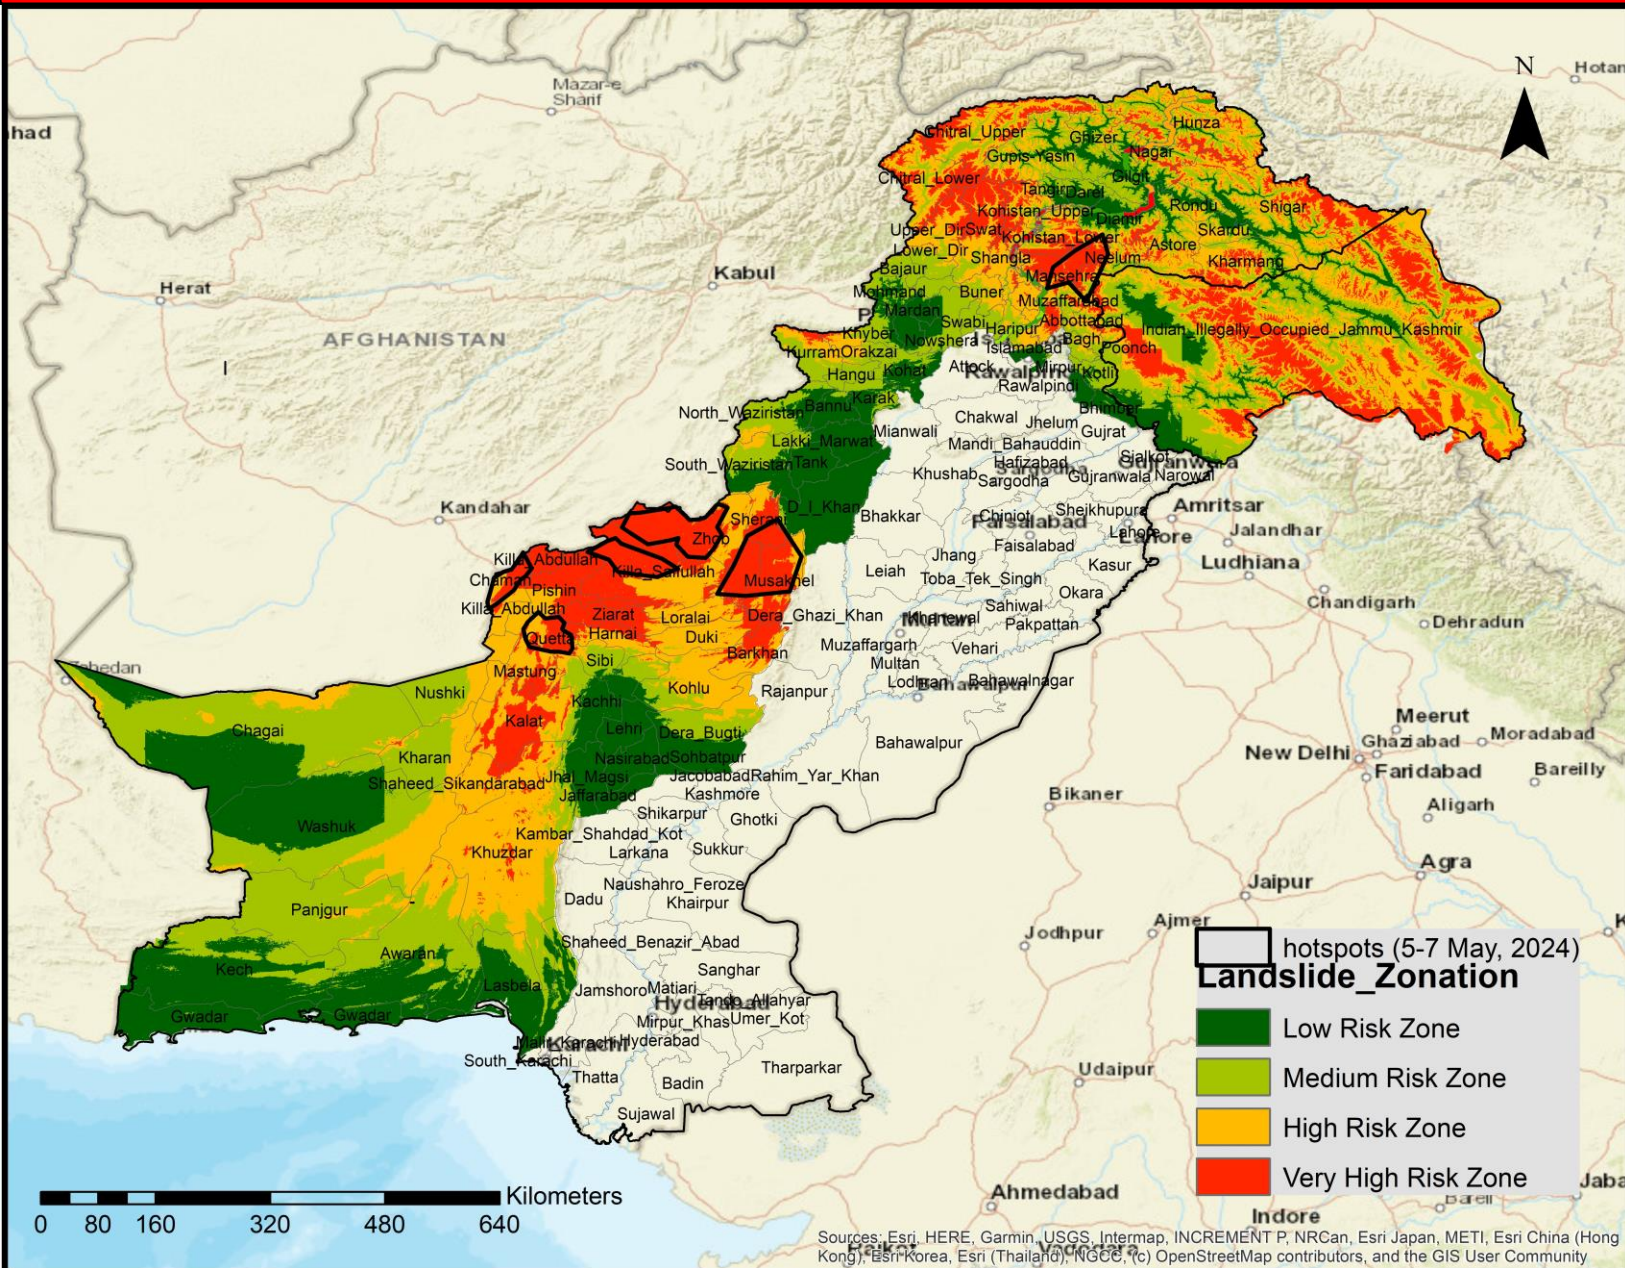 N
Hotan
Mazar-e
Sharif
Hunza
Chitral_Upper
Ghizer
Nagar
Gupis-Yasin
Gilgit
Chitral_Lower
Tangir
Darel
Rondu
Shigar
Kohistan_Upper
Diamir
Skardu
Upper_Dir
Swat
Kohistan_Lower
Astore
Lower_Dir
Shangla
Neelum
Kharmang
Bajaur
Mansehra
Kabul
Herat
Mohmand
Buner
Muzaffarabad
Mardan
Swabi
Haripur
Abbottabad
Indian_Illegally_Occupied_Jammu_Kashmir
AFGHANISTAN
Khyber
Nowshera
Islamabad
Bagh
Poonch
Kurram
Orakzai
Hangu
Kohat
Attock
Rawalpindi
Mirpur
Kotli
Rawalpindi
North_Waziristan
Bannu
Karak
Bhimber
Chakwal
Jhelum
Mianwali
Gujrat
Lakki_Marwat
Mandi_Bahauddin
South_Waziristan
Tank
Hafizabad
Sialkot
Gujranwala
Khushab
Sargodha
Sargodha
Gujranwala
Narowal
Kandahar
D_I_Khan
Sherani
Bhakkar
Chiniot
Faisalabad
Shejkhupura
Amritsar
Zhob
Lahore
Lahore
Jalandhar
Faisalabad
Killa_Abdullah
Killa_Saifullah
Jhang
Kasur
Ludhiana
Chaman
Pishin
Musakhel
Leiah
Toba_Tek_Singh
Okara
Chandigarh
Killa_Abdullah
Ziarat
Loralai
Dera_Ghazi_Khan
Sahiwal
Khanewal
Multan
Pakpattan
Dehradun
Quetta
Harnai
Duki
Muzaffargarh
Vehari
Sibi
Barkhan
Multan
Zahedan
Mastung
Kohlu
Rajanpur
Lodhran
Bahawalpur
Bahawalnagar
Nushki
Kachhi
Chagai
Kalat
Lehri
Dera_Bugti
Bahawalpur
Meerut
Moradabad
Ghaziabad
New Delhi
Kharan
Nasirabad
Sohbatpur
Faridabad
Bareilly
Shaheed_Sikandarabad
Jhal_Magsi
Jacobabad
Rahim_Yar_Khan
Jaffarabad
Kashmore
Bikaner
Aligarh
Shikarpur
Ghotki
Washuk
Kambar_Shahdad_Kot
Khuzdar
Larkana
Sukkur
Agra
Jaipur
Naushahro_Feroze
Dadu
Khairpur
Panjgur
Ajmer
Jodhpur
Shaheed_Benazir_Abad
Awaran
Kech
Sanghar
Lasbela
Jamshoro
Matiari
Hyderabad
Tando_Allahyar
Gwadar
Gwadar
Mirpur_Khas
Umer_Kot
Malir_Karachi
Karachi
Hyderabad
South_Karachi
Thatta
Badin
Tharparkar
Udaipur
Sujawal
hotspots (5-7 May, 2024)
Landslide_Zonation
Low Risk Zone
Medium Risk Zone
High Risk Zone
Very High Risk Zone
Kilometers
0 80 160 320 480 640
Ahmedabad
Indore
Rajkot
Vadodara
Sources: Esri, HERE, Garmin, USGS, Intermap, INCREMENT P, NRCan, Esri Japan, METI, Esri China (Hong
Kong), Esri Korea, Esri (Thailand), NGCC, (c) OpenStreetMap contributors, and the GIS User Community